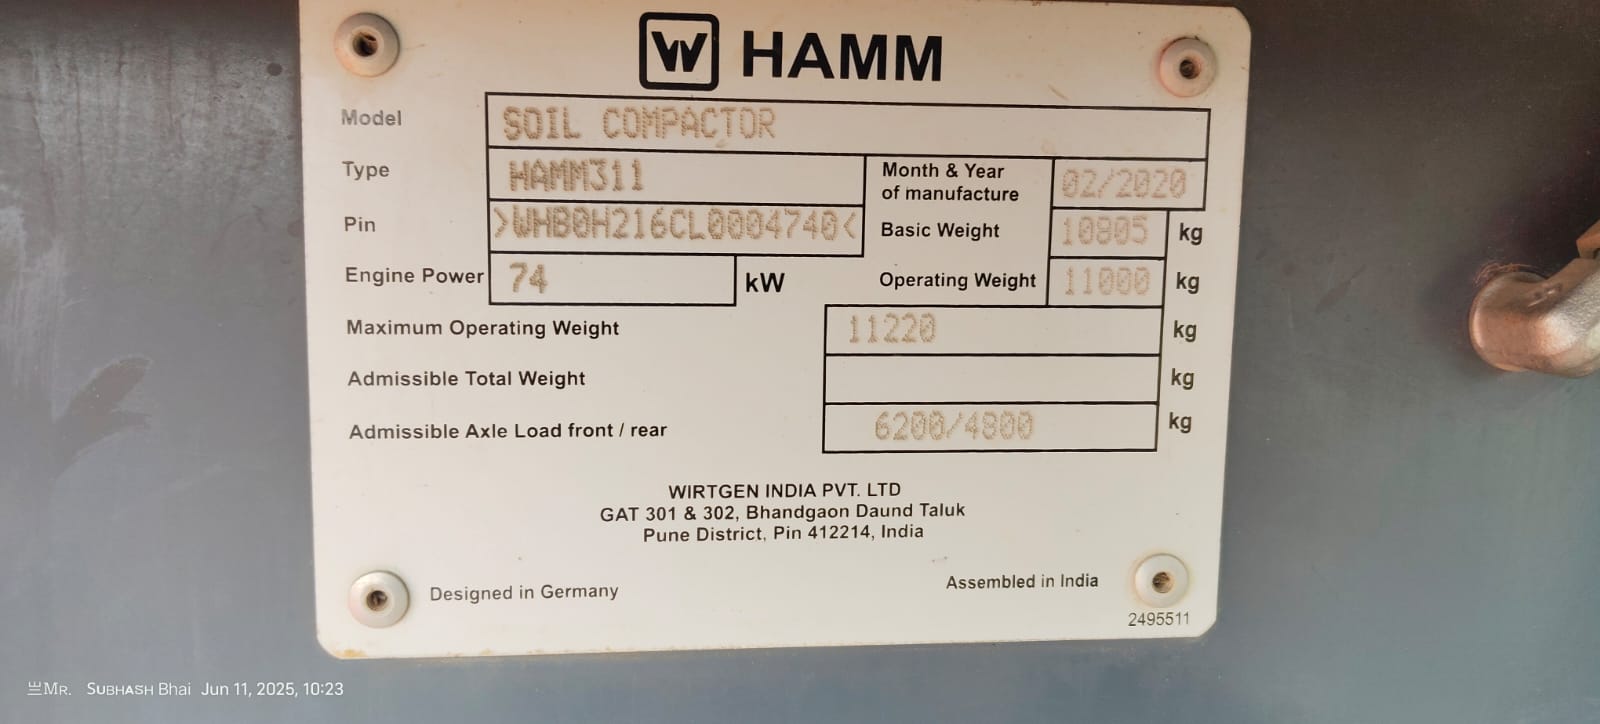 HAMM
Model SOIL COMPACTOR
Type HAMM311 Month & Year of manufacture 02/2020
Pin >WHB0H216CL0004740< Basic Weight 10805 kg
Engine Power 74 kW Operating Weight 11000 kg
Maximum Operating Weight 11220 kg
Admissible Total Weight kg
Admissible Axle Load front / rear 6200/4800 kg
WIRTGEN INDIA PVT. LTD
GAT 301 & 302, Bhandgaon Daund Taluk
Pune District, Pin 412214, India
Designed in Germany Assembled in India
2495511
Mr. Subhash Bhai Jun 11, 2025, 10:23